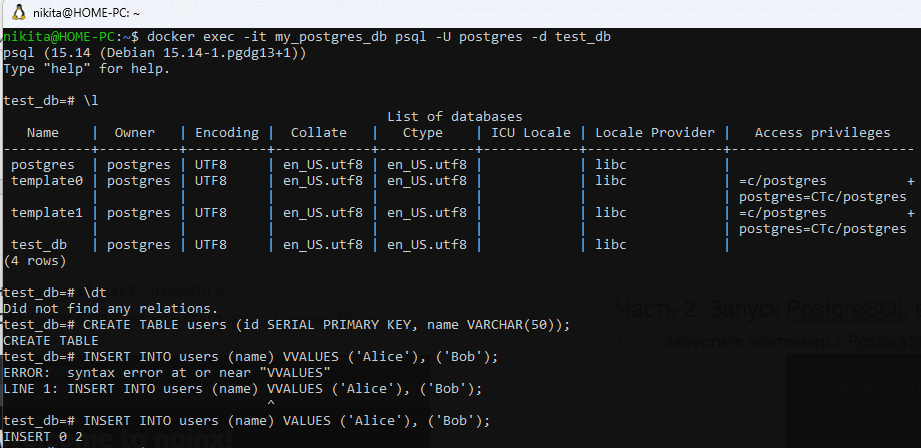 nikita@HOME-PC: ~
nikita@HOME-PC:~$ docker exec -it my_postgres_db psql -U postgres -d test_db
psql (15.14 (Debian 15.14-1.pgdg13+1))
Type "help" for help.
test_db=# \l
List of databases
Name | Owner | Encoding | Collate | Ctype | ICU Locale | Locale Provider | Access privileges
-----------+----------+----------+------------+------------+------------+-----------------+-----------------------
postgres | postgres | UTF8 | en_US.utf8 | en_US.utf8 | | libc |
template0 | postgres | UTF8 | en_US.utf8 | en_US.utf8 | | libc | =c/postgres +
| | | | | | | postgres=CTc/postgres
template1 | postgres | UTF8 | en_US.utf8 | en_US.utf8 | | libc | =c/postgres +
| | | | | | | postgres=CTc/postgres
test_db | postgres | UTF8 | en_US.utf8 | en_US.utf8 | | libc |
(4 rows)
test_db=# \dt
Did not find any relations.
Часть 2: Запуск PostgreSQL
test_db=# CREATE TABLE users (id SERIAL PRIMARY KEY, name VARCHAR(50));
CREATE TABLE
Запустите контейнер с
test_db=# INSERT INTO users (name) VVALUES ('Alice'), ('Bob');
ERROR: syntax error at or near "VVALUES"
LINE 1: INSERT INTO users (name) VVALUES ('Alice'), ('Bob');
^
test_db=# INSERT INTO users (name) VALUES ('Alice'), ('Bob');
INSERT 0 2
to nginx!